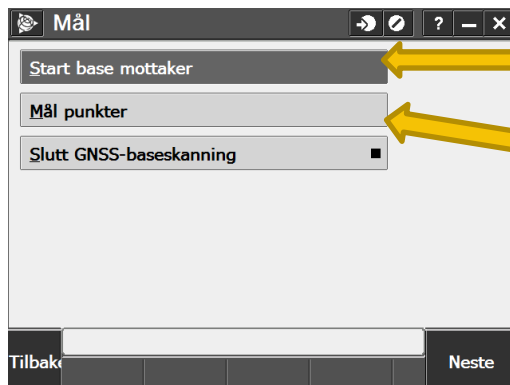 Mål
? – ×
Start base mottaker
Mål punkter
Slutt GNSS-baseskanning
Tilbake
Neste